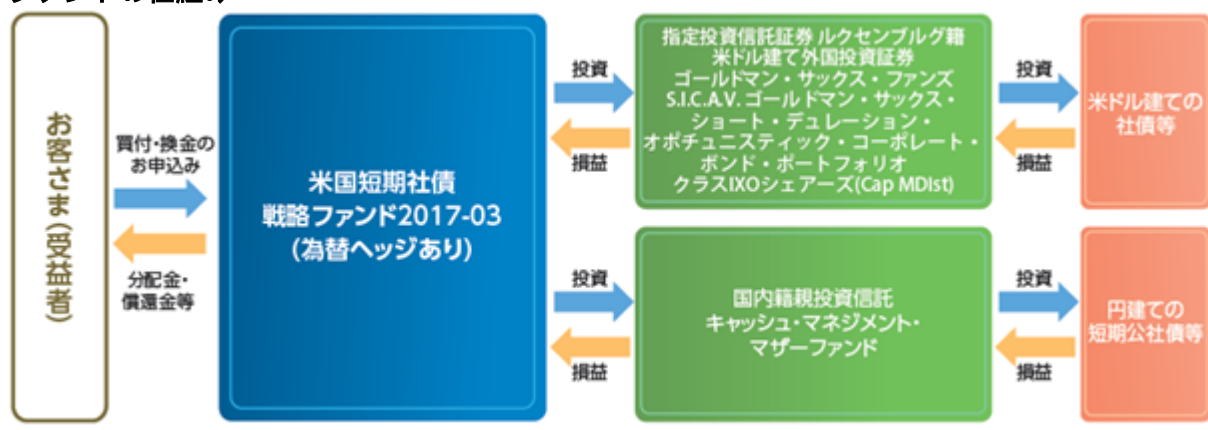 お客さま(受益者)
買付・換金の
お申込み
分配金・
償還金等
米国短期社債
戦略ファンド2017-03
(為替ヘッジあり)
投資
損益
指定投資信託証券 ルクセンブルグ籍
米ドル建て外国投資証券
ゴールドマン・サックス・ファンズ
S.I.C.A.V. ゴールドマン・サックス・
ショート・デュレーション・
オポチュニスティック・コーポレート・
ボンド・ポートフォリオ
クラスIXOシェアーズ(Cap MDIst)
投資
損益
米ドル建ての
社債等
投資
損益
国内籍親投資信託
キャッシュ・マネジメント・
マザーファンド
投資
損益
円建ての
短期公社債等